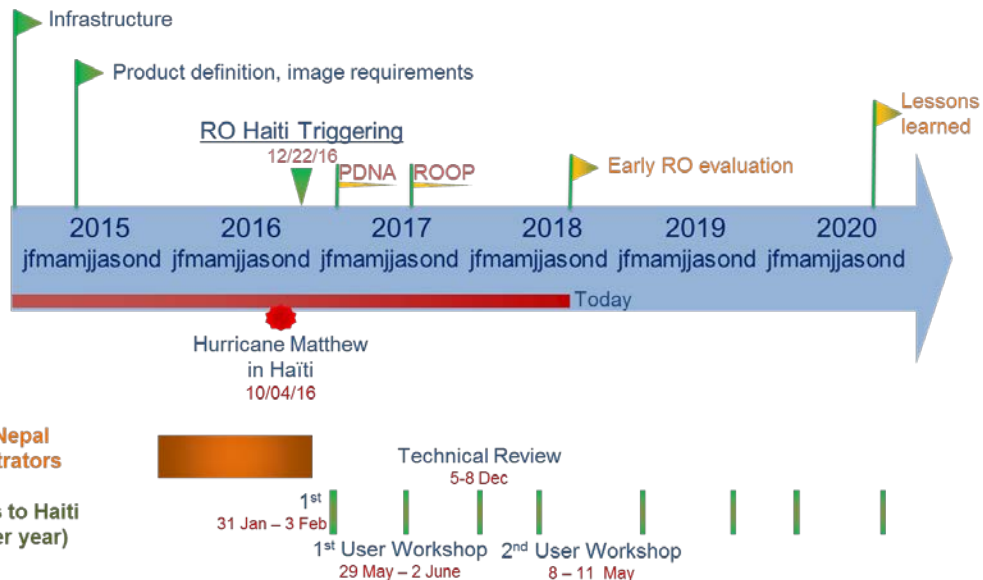 Infrastructure
Product definition, image requirements
RO Haiti Triggering
12/22/16
PDNA
ROOP
Early RO evaluation
Lessons
learned
2015
jfmamjjasond
2016
jfmamjjasond
2017
jfmamjjasond
2018
jfmamjjasond
2019
jfmamjjasond
2020
jfmamjjasond
Today
Hurricane Matthew
in Haïti
10/04/16
Nepal
trators
Technical Review
5-8 Dec
s to Haiti
er year)
1st
31 Jan – 3 Feb
1st User Workshop
29 May – 2 June
2nd User Workshop
8 – 11 May